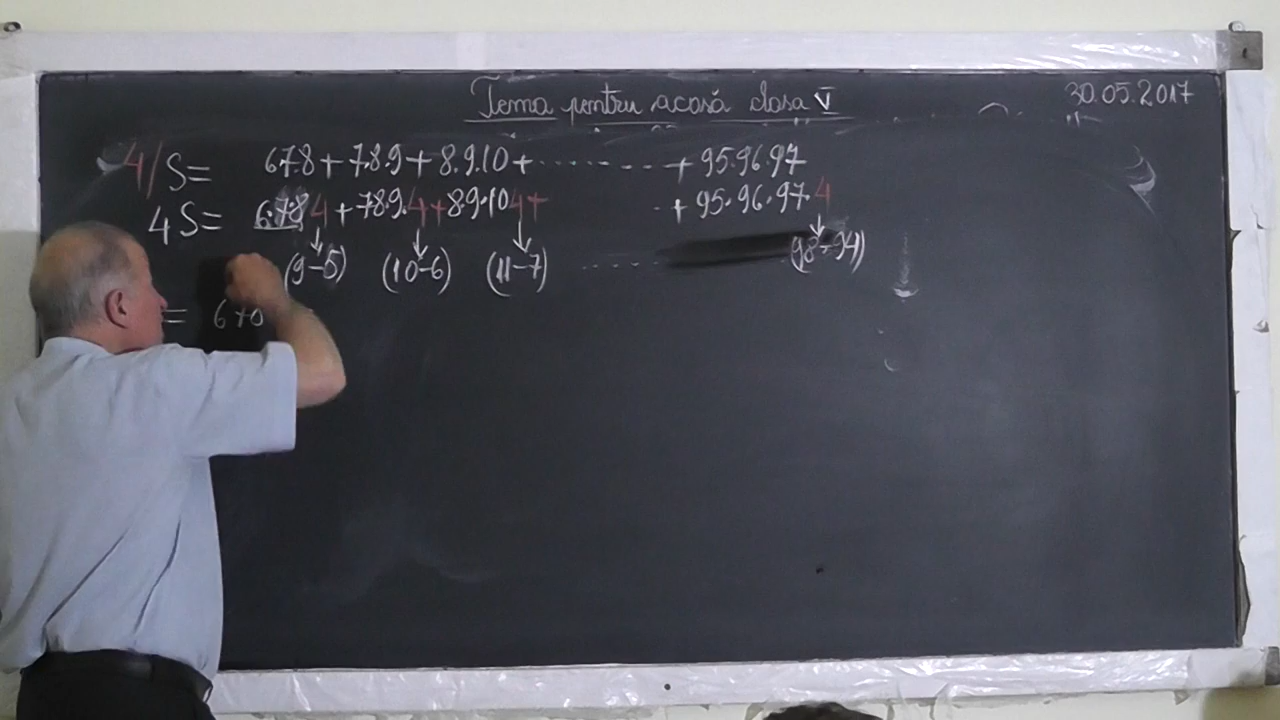 Tema pentru acasă clasa V
30.05.2017
4/ S= 6.7.8+7.8.9+8.9.10+.......+95.96.97
4S= 6.7.8.4+7.8.9.4+8.9.10.4+ .+95.96.97.4
(9-5) (10-6) (11-7) ...... (98-94)
= 6